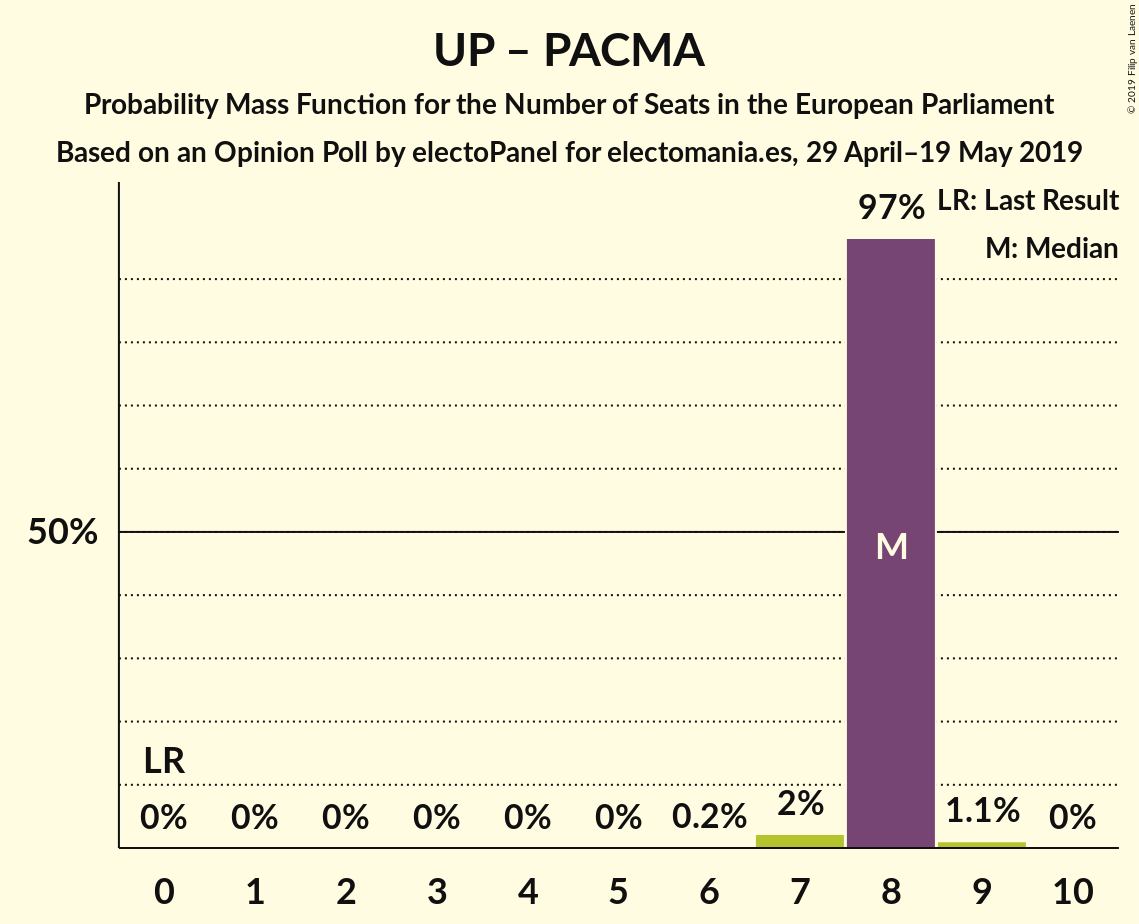 UP – PACMA
Probability Mass Function for the Number of Seats in the European Parliament
Based on an Opinion Poll by electoPanel for electomania.es, 29 April–19 May 2019
© 2019 Filip van Laenen
LR: Last Result
M: Median
97%
50%
M
LR
0% 0% 0% 0% 0% 0% 0.2% 2% 1.1% 0%
0 1 2 3 4 5 6 7 8 9 10